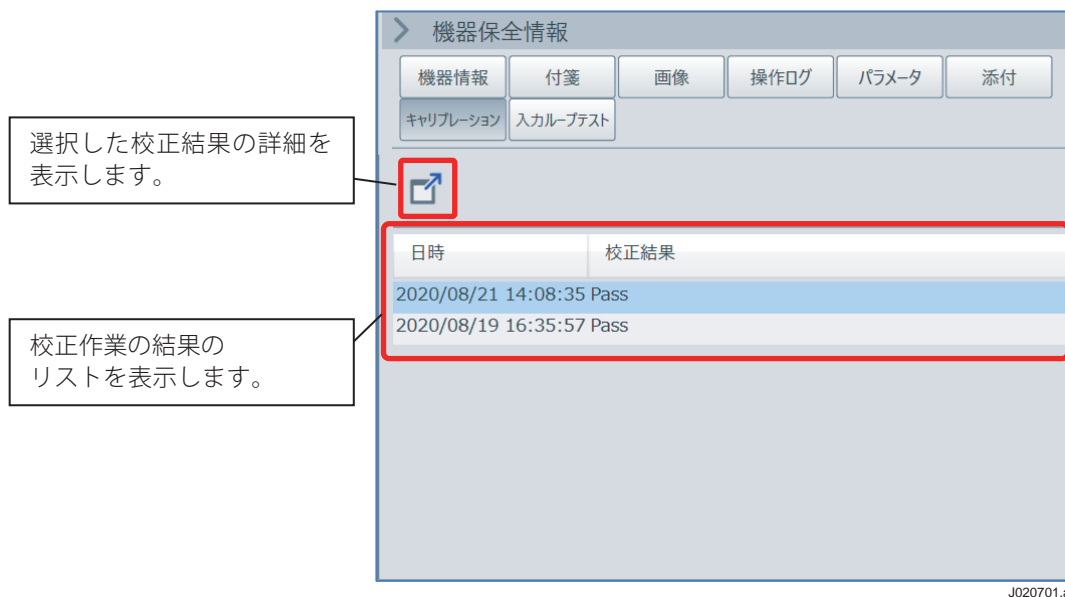 機器保全情報
機器情報 付箋 画像 操作ログ パラメータ 添付
キャリブレーション 入力ループテスト
選択した校正結果の詳細を
表示します。
日時 校正結果
2020/08/21 14:08:35 Pass
2020/08/19 16:35:57 Pass
校正作業の結果の
リストを表示します。
J020701.a